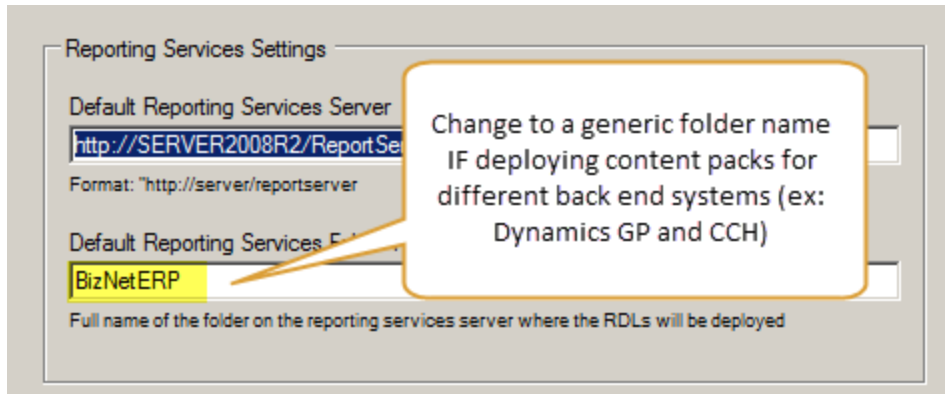 Reporting Services Settings
Default Reporting Services Server
http://SERVER2008R2/ReportSe
Format: "http://server/reportserver
Default Reporting Services
BizNetERP
Full name of the folder on the reporting services server where the RDLs will be deployed
Change to a generic folder name
IF deploying content packs for
different back end systems (ex:
Dynamics GP and CCH)